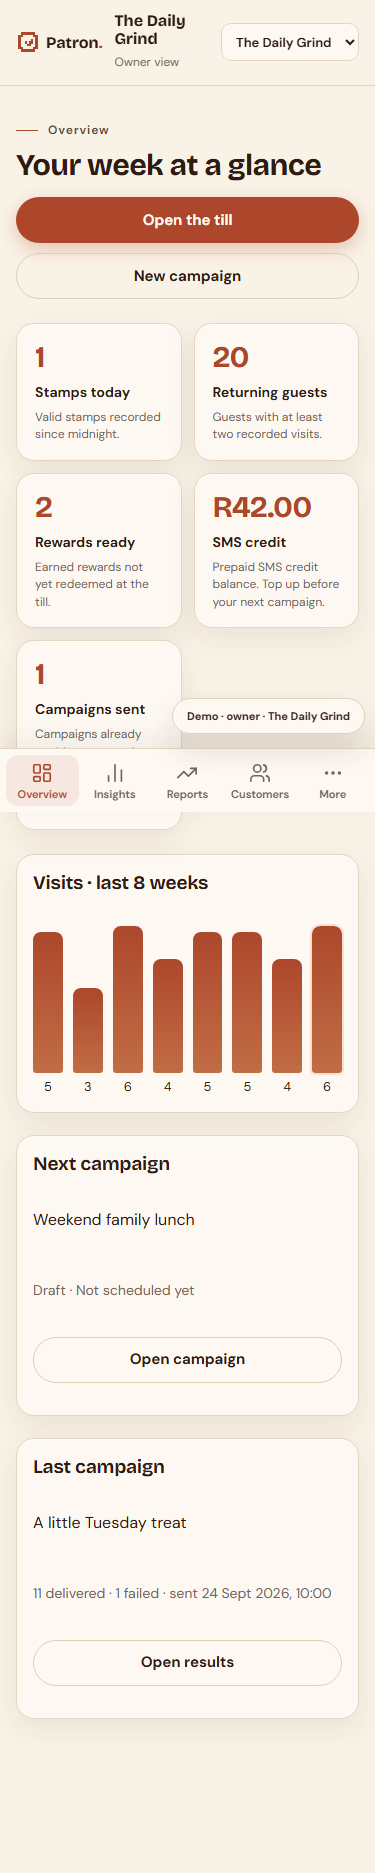 Patron.
The Daily
Grind
Owner view
The Daily Grind
Overview
Your week at a glance
Open the till
New campaign
1
Stamps today
Valid stamps recorded
since midnight.
20
Returning guests
Guests with at least
two recorded visits.
2
Rewards ready
Earned rewards not
yet redeemed at the
till.
R42.00
SMS credit
Prepaid SMS credit
balance. Top up before
your next campaign.
1
Campaigns sent
Campaigns already
Demo · owner · The Daily Grind
Overview
Insights
Reports
Customers
More
Visits · last 8 weeks
5 3 6 4 5 5 4 6
Next campaign
Weekend family lunch
Draft · Not scheduled yet
Open campaign
Last campaign
A little Tuesday treat
11 delivered · 1 failed · sent 24 Sept 2026, 10:00
Open results